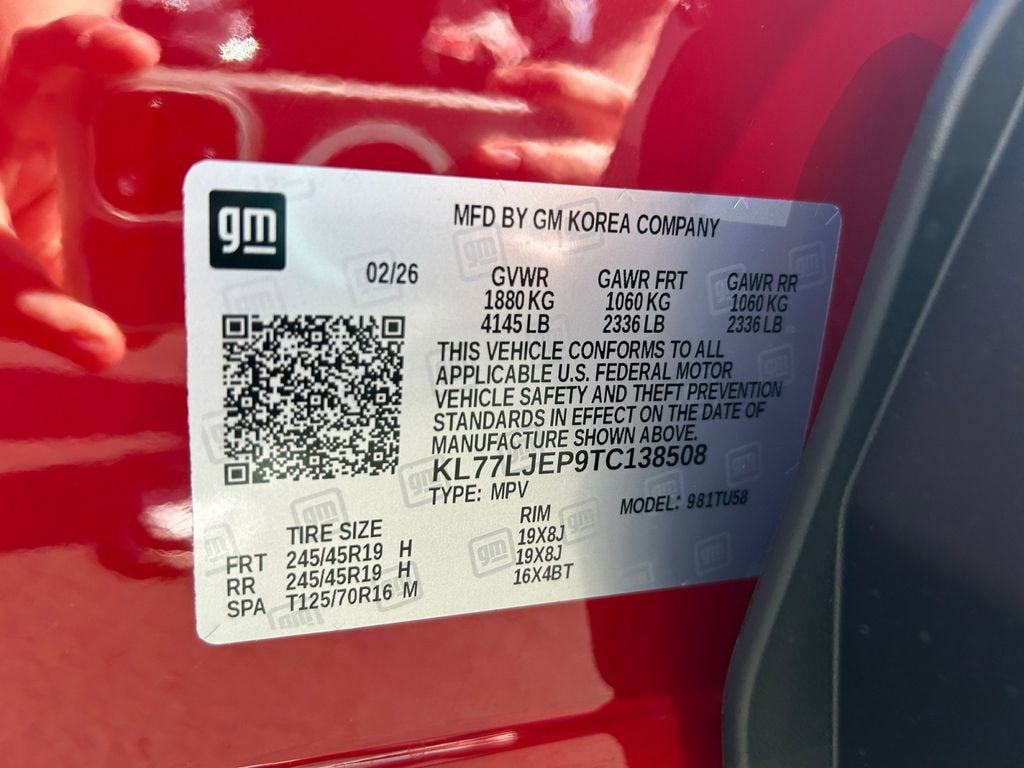 gm
MFD BY GM KOREA COMPANY
02/26
GVWR GAWR FRT GAWR RR
1880 KG 1060 KG 1060 KG
4145 LB 2336 LB 2336 LB
THIS VEHICLE CONFORMS TO ALL
APPLICABLE U.S. FEDERAL MOTOR
VEHICLE SAFETY AND THEFT PREVENTION
STANDARDS IN EFFECT ON THE DATE OF
MANUFACTURE SHOWN ABOVE.
KL77LJEP9TC138508
TYPE: MPV MODEL: 981TU58
TIRE SIZE RIM
FRT 245/45R19 H 19X8J
RR 245/45R19 H 19X8J
SPA T125/70R16 M 16X4BT